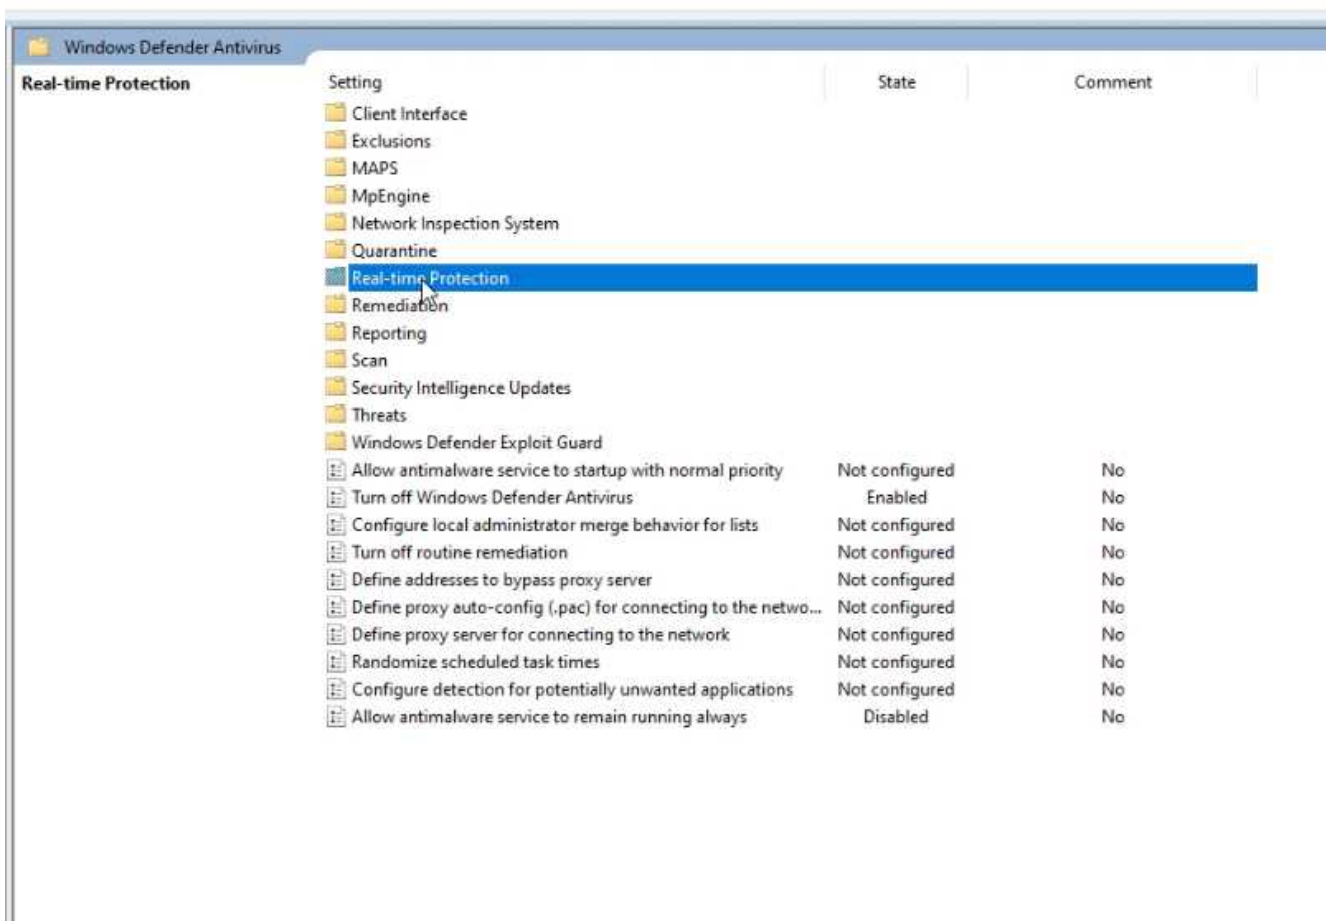 Windows Defender Antivirus
Real-time Protection
Setting State Comment
Client Interface
Exclusions
MAPS
MpEngine
Network Inspection System
Quarantine
Real-time Protection
Remediation
Reporting
Scan
Security Intelligence Updates
Threats
Windows Defender Exploit Guard
Allow antimalware service to startup with normal priority Not configured No
Turn off Windows Defender Antivirus Enabled No
Configure local administrator merge behavior for lists Not configured No
Turn off routine remediation Not configured No
Define addresses to bypass proxy server Not configured No
Define proxy auto-config (.pac) for connecting to the netwo... Not configured No
Define proxy server for connecting to the network Not configured No
Randomize scheduled task times Not configured No
Configure detection for potentially unwanted applications Not configured No
Allow antimalware service to remain running always Disabled No